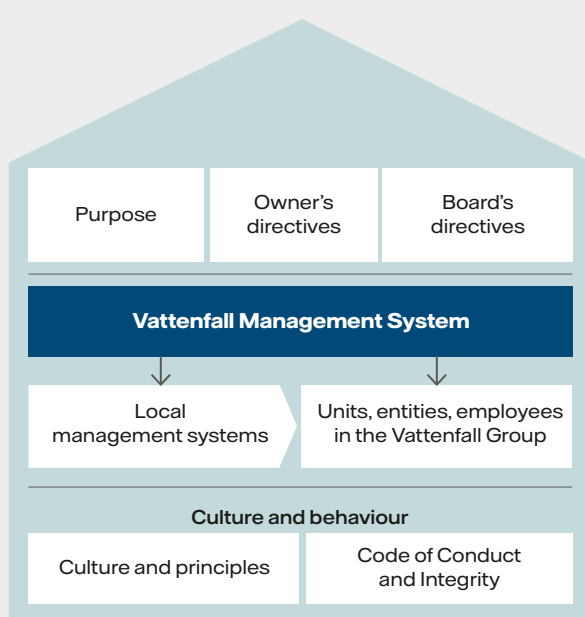 Purpose
Owner's
directives
Board's
directives
Vattenfall Management System
Local
management systems
Units, entities, employees
in the Vattenfall Group
Culture and behaviour
Culture and principles
Code of Conduct
and Integrity